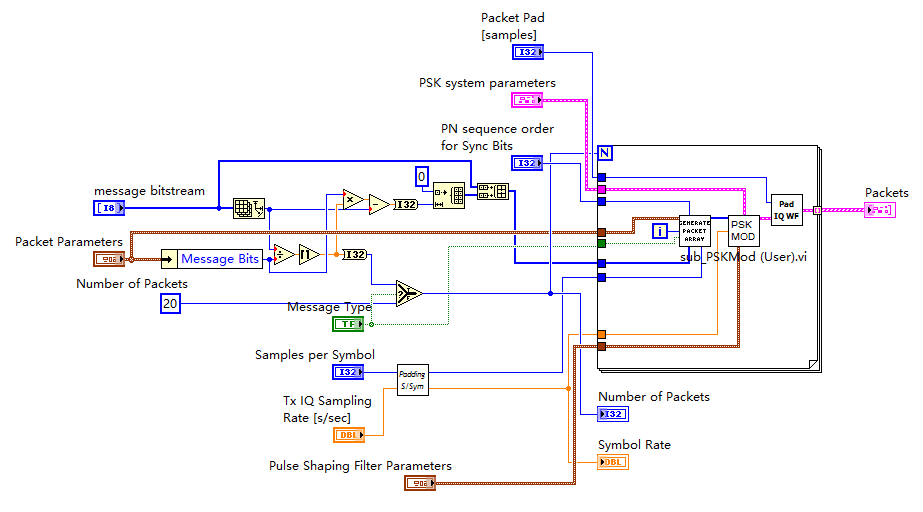 Packet Pad
[samples]
I32
PSK system parameters
PN sequence order
for Sync Bits
I32
N
message bitstream
[I8]
0
I32
Packets
Pad
IQ WF
Packet Parameters
Message Bits
I32
i
GENERATE
PACKET
ARRAY
PSK
MOD
sub_PSKMod (User).vi
Number of Packets
20
?
T
F
Message Type
TF
Samples per Symbol
I32
Padding
S/Sym
Tx IQ Sampling
Rate [s/sec]
DBL
Number of Packets
I32
Symbol Rate
DBL
Pulse Shaping Filter Parameters